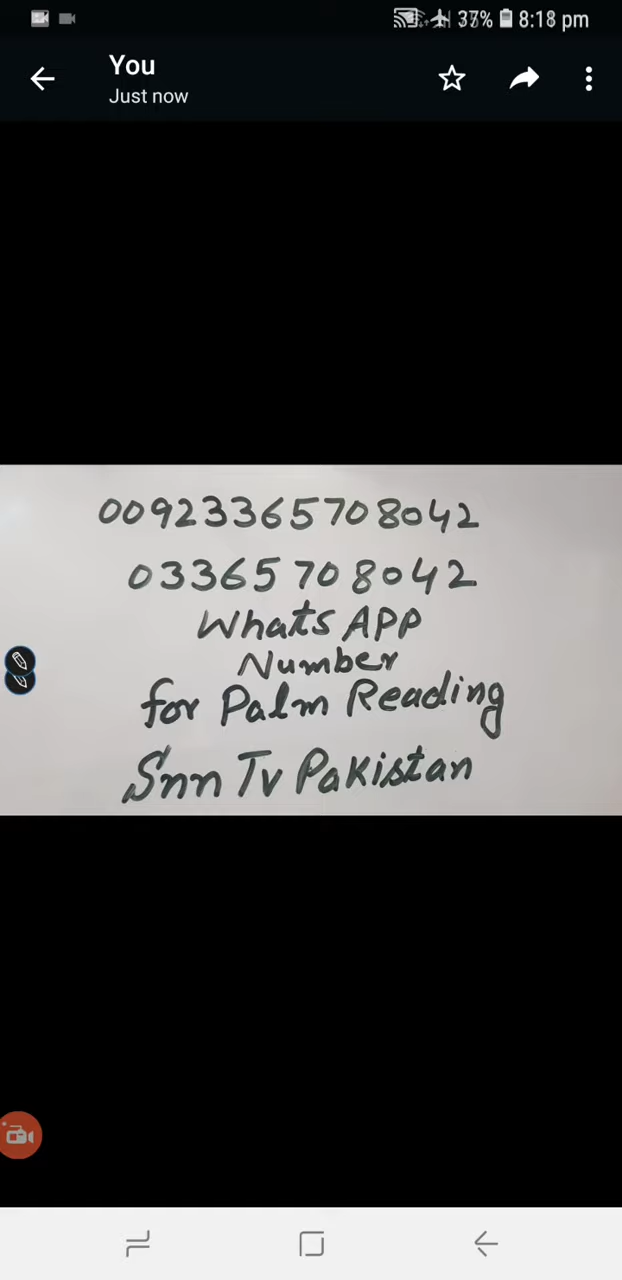 37% 8:18 pm
You
Just now
00923365708042
03365708042
Whats APP
Number
for Palm Reading
Snn Tv Pakistan